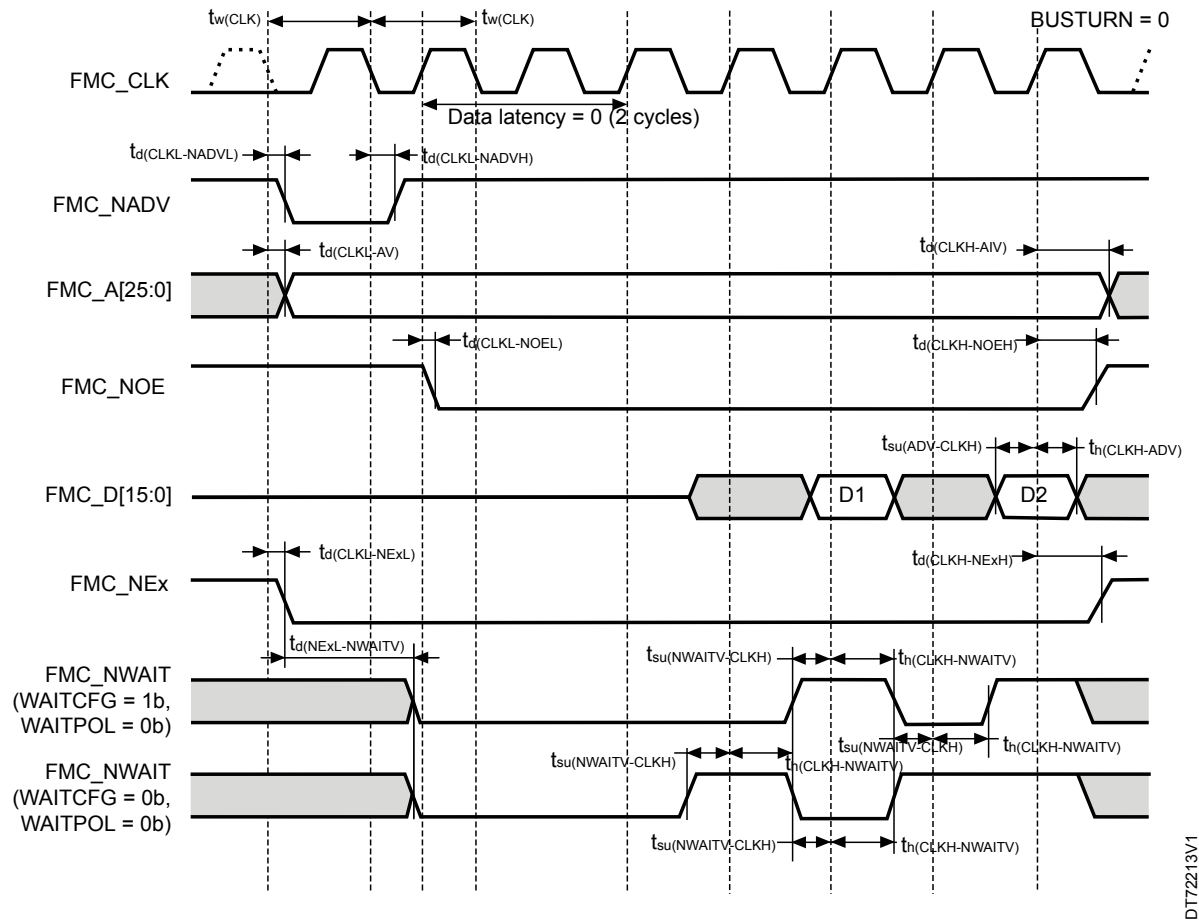 tw(CLK)
tw(CLK)
BUSTURN = 0
FMC_CLK
Data latency = 0 (2 cycles)
td(CLKL-NADVL)
td(CLKL-NADVH)
FMC_NADV
td(CLKL-AV)
td(CLKH-AIV)
FMC_A[25:0]
td(CLKL-NOEL)
td(CLKH-NOEH)
FMC_NOE
tsu(ADV-CLKH)
th(CLKH-ADV)
FMC_D[15:0]
D1
D2
td(CLKL-NExL)
td(CLKH-NExH)
FMC_NEx
td(NExL-NWAITV)
tsu(NWAITV-CLKH)
th(CLKH-NWAITV)
FMC_NWAIT
(WAITCFG = 1b,
WAITPOL = 0b)
tsu(NWAITV-CLKH)
th(CLKH-NWAITV)
tsu(NWAITV-CLKH)
th(CLKH-NWAITV)
FMC_NWAIT
(WAITCFG = 0b,
WAITPOL = 0b)
tsu(NWAITV-CLKH)
th(CLKH-NWAITV)
DT72213V1